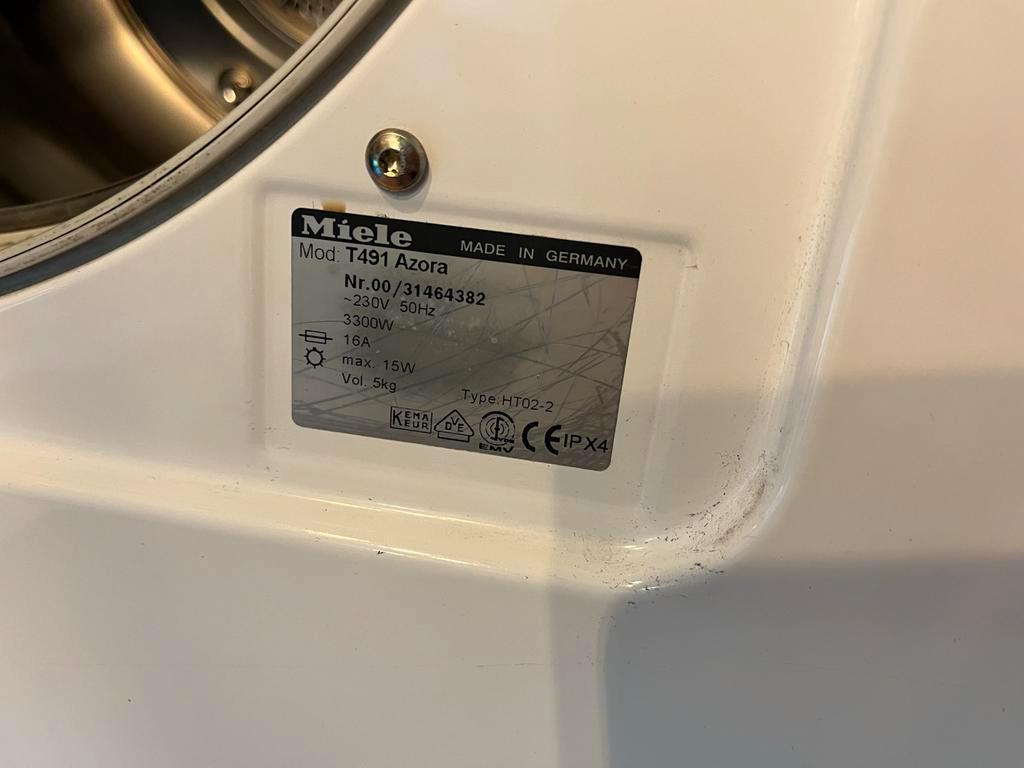 Miele MADE IN GERMANY
Mod: T491 Azora
Nr.00/31464382
~230V 50Hz
3300W
16A
max. 15W
Vol. 5kg
Type:HT02-2
KEMA
KEUR
DVE
EMV
CE IPX4